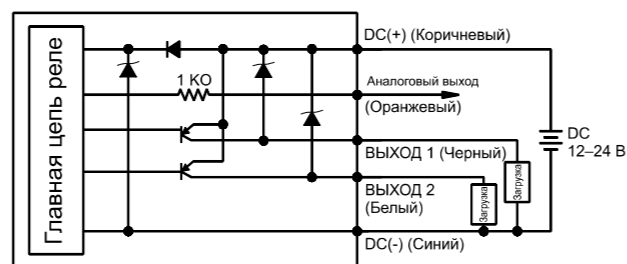 DC(+) (Коричневый)
Главная цепь реле
1 КО
Аналоговый выход
(Оранжевый)
DC
12–24 В
ВЫХОД 1 (Черный)
ВЫХОД 2
(Белый)
Загрузка
Загрузка
DC(-) (Синий)